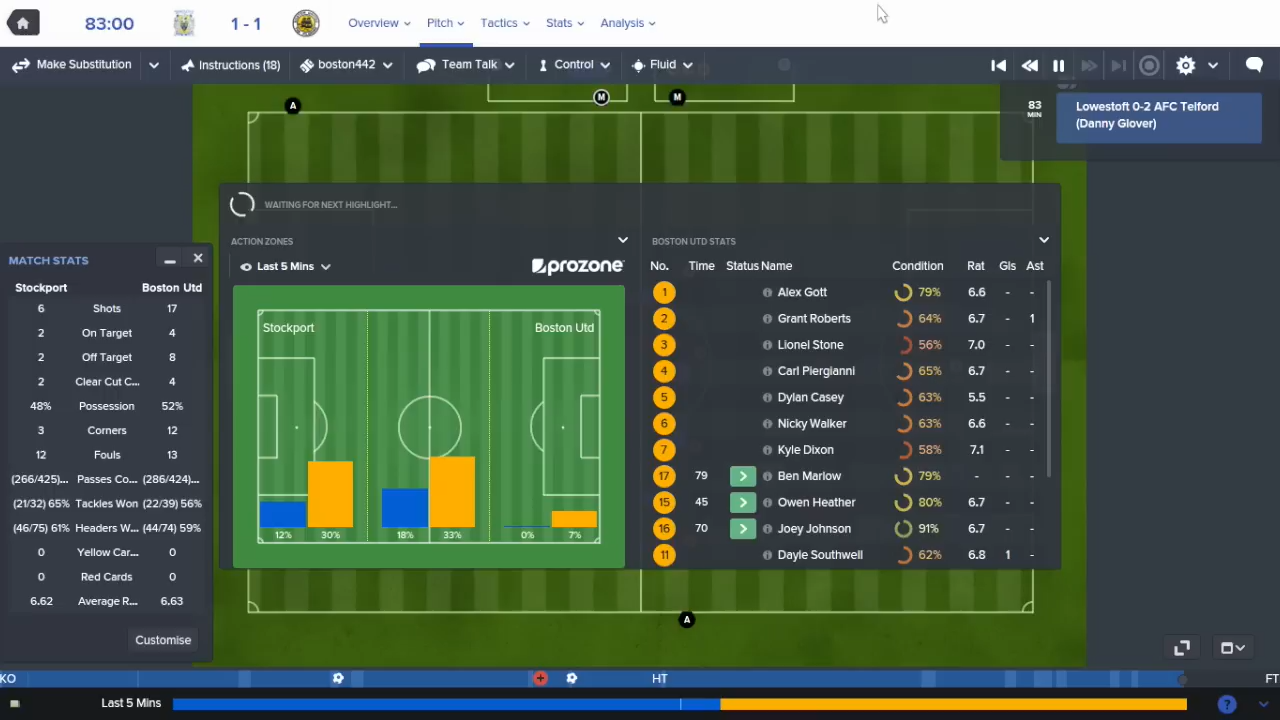 83:00 1 - 1 Overview Pitch Tactics Stats Analysis
Make Substitution Instructions (18) boston442 Team Talk Control Fluid
A M M
83 MIN Lowestoft 0-2 AFC Telford (Danny Glover)
WAITING FOR NEXT HIGHLIGHT...
MATCH STATS
Stockport Boston Utd
6 Shots 17
2 On Target 4
2 Off Target 8
2 Clear Cut C... 4
48% Possession 52%
3 Corners 12
12 Fouls 13
(266/425)... Passes Co... (286/424)...
(21/32) 65% Tackles Won (22/39) 56%
(46/75) 61% Headers W... (44/74) 59%
0 Yellow Car... 0
0 Red Cards 0
6.62 Average R... 6.63
Customise
ACTION ZONES
Last 5 Mins prozone
Stockport Boston Utd
12% 30% 18% 33% 0% 7%
BOSTON UTD STATS
No. Time Status Name Condition Rat Gls Ast
1 Alex Gott 79% 6.6 - -
2 Grant Roberts 64% 6.7 - 1
3 Lionel Stone 56% 7.0 - -
4 Carl Piergianni 65% 6.7 - -
5 Dylan Casey 63% 5.5 - -
6 Nicky Walker 63% 6.6 - -
7 Kyle Dixon 58% 7.1 - -
17 79 Ben Marlow 79% - - -
15 45 Owen Heather 80% 6.7 - -
16 70 Joey Johnson 91% 6.7 - -
11 Dayle Southwell 62% 6.8 1 -
A
KO HT FT
Last 5 Mins ?